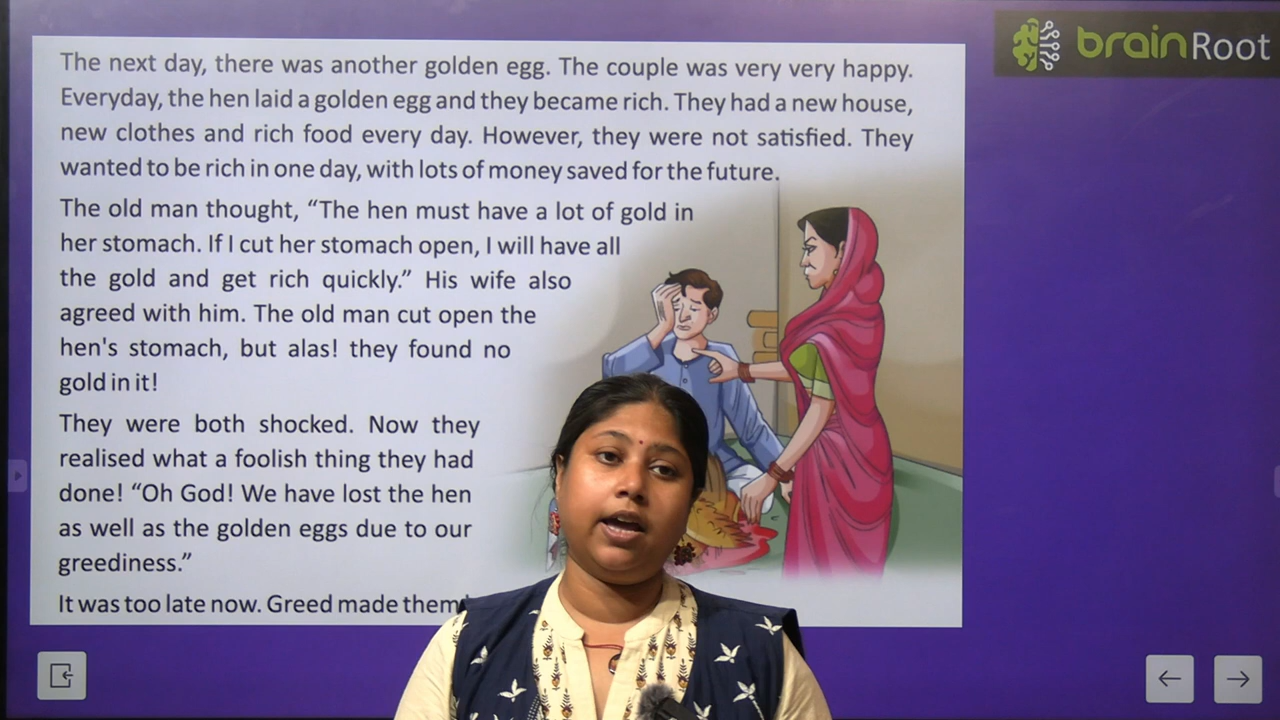 brainRoot
The next day, there was another golden egg. The couple was very very happy.
Everyday, the hen laid a golden egg and they became rich. They had a new house,
new clothes and rich food every day. However, they were not satisfied. They
wanted to be rich in one day, with lots of money saved for the future.
The old man thought, “The hen must have a lot of gold in
her stomach. If I cut her stomach open, I will have all
the gold and get rich quickly.” His wife also
agreed with him. The old man cut open the
hen's stomach, but alas! they found no
gold in it!
They were both shocked. Now they
realised what a foolish thing they had
done! “Oh God! We have lost the hen
as well as the golden eggs due to our
greediness.”
It was too late now. Greed made them